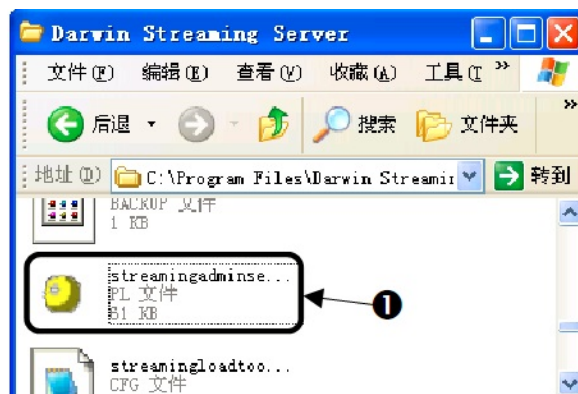 Darwin Streaming Server
文件(F) 编辑(E) 查看(V) 收藏(A) 工具(T »
后退 搜索 文件夹 »
地址(D) C:\Program Files\Darwin Streamin 转到
BACKUP 文件
1 KB
streamingadminse...
PL 文件
51 KB
❶
streamingloadtoo...
CFG 文件